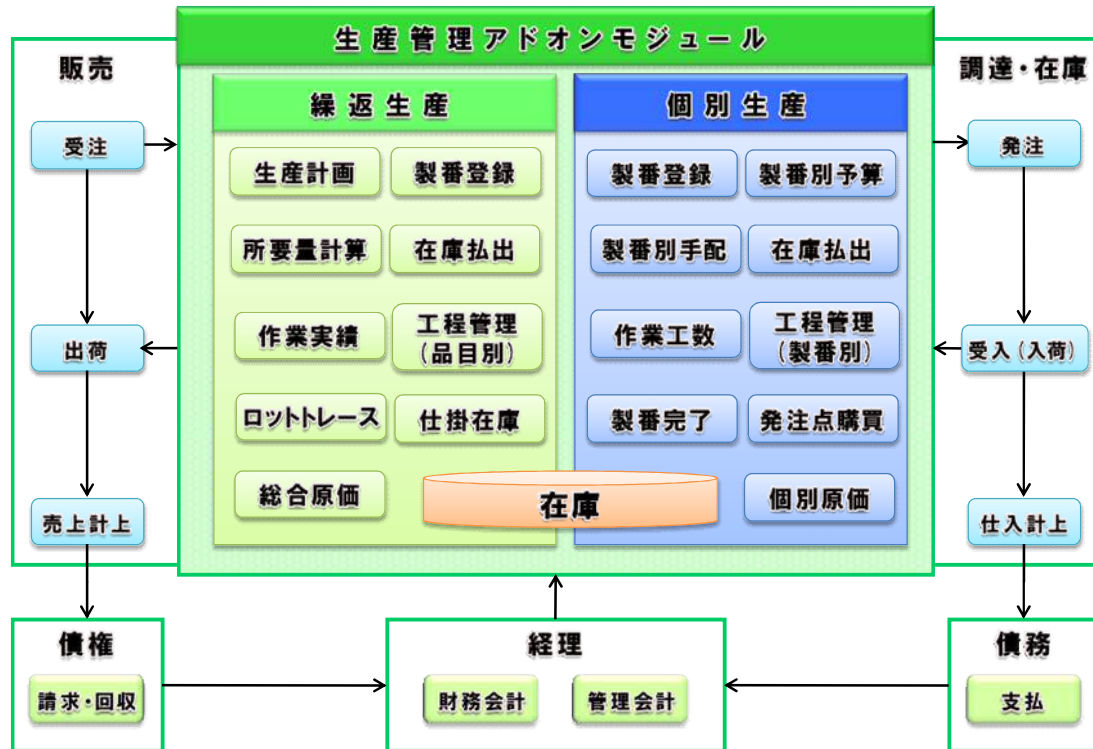 生産管理アドオンモジュール
販売
受注
出荷
売上計上
繰返生産
生産計画
製番登録
所要量計算
在庫払出
作業実績
工程管理
(品目別)
ロットトレース
仕掛在庫
総合原価
個別生産
製番登録
製番別予算
製番別手配
在庫払出
作業工数
工程管理
(製番別)
製番完了
発注点購買
個別原価
在庫
調達・在庫
発注
受入(入荷)
仕入計上
債権
請求・回収
経理
財務会計
管理会計
債務
支払